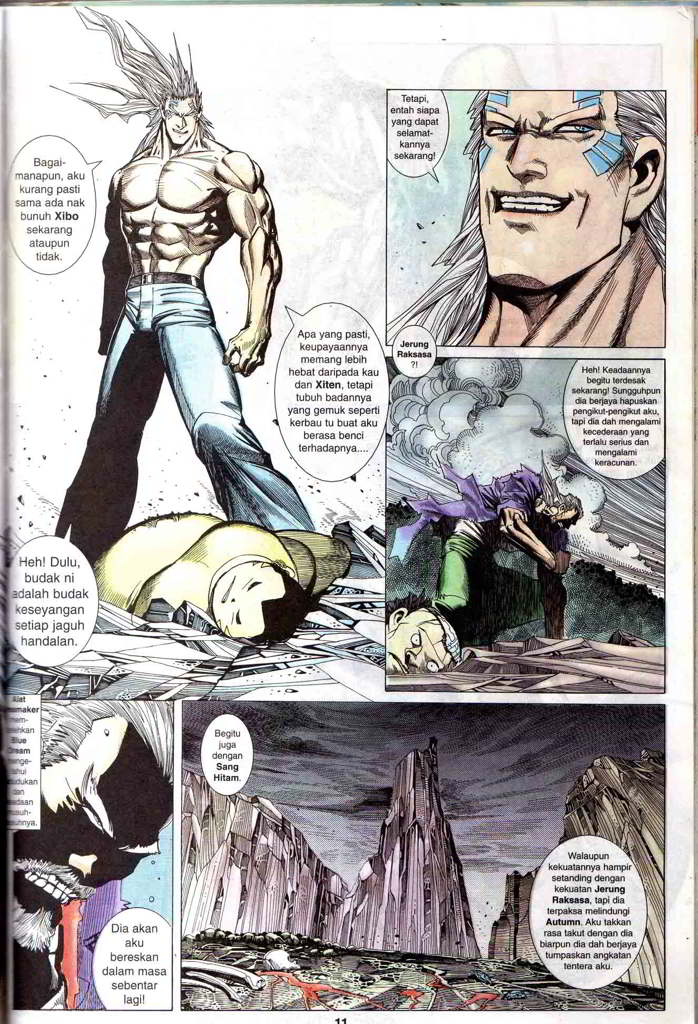 Bagai-
manapun, aku
kurang pasti
sama ada nak
bunuh Xibo
sekarang
ataupun
tidak.
Apa yang pasti,
keupayaannya
memang lebih
hebat daripada kau
dan Xiten, tetapi
tubuh badannya
yang gemuk seperti
kerbau tu buat aku
berasa benci
terhadapnya....
Heh! Dulu,
budak ni
adalah budak
keseyangan
setiap jaguh
handalan.
Tetapi,
entah siapa
yang dapat
selamat-
kannya
sekarang!
Jerung
Raksasa
?!
Heh! Keadaannya
begitu terdesak
sekarang! Sungguhpun
dia berjaya hapuskan
pengikut-pengikut aku,
tapi dia dah mengalami
kecederaan yang
terlalu serius dan
mengalami
keracunan.
Alat
Blue
Dream
dan
Dia akan
aku
bereskan
dalam masa
sebentar
lagi!
Begitu
juga
dengan
Sang
Hitam.
Walaupun
kekuatannya hampir
setanding dengan
kekuatan Jerung
Raksasa, tapi dia
terpaksa melindungi
Autumn. Aku takkan
rasa takut dengan dia
biarpun dia dah berjaya
tumpaskan angkatan
tentera aku.
11